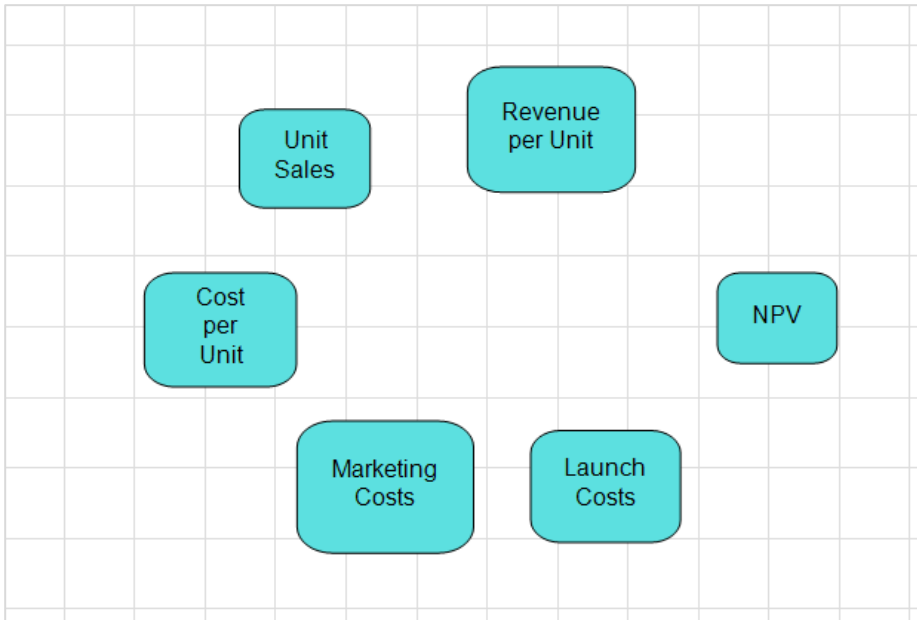 Revenue
per Unit
Unit
Sales
Cost
per
Unit
NPV
Marketing
Costs
Launch
Costs